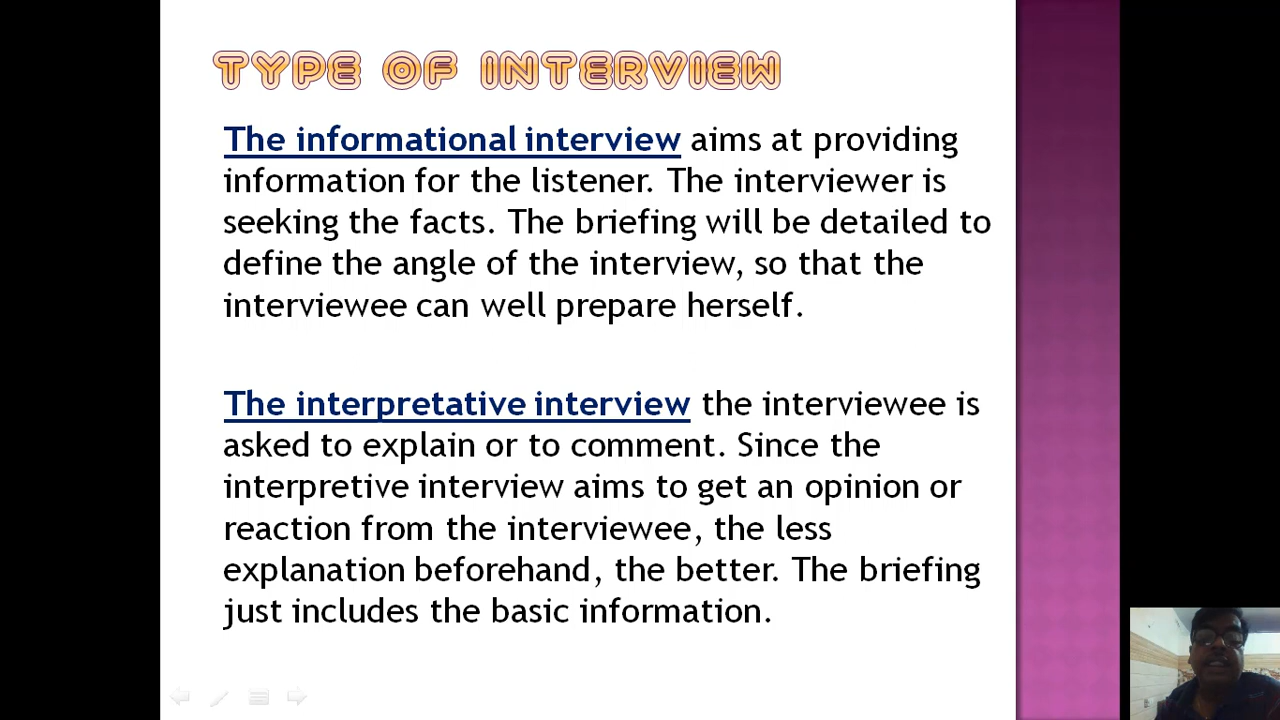 TYPE OF INTERVIEW
The informational interview aims at providing
information for the listener. The interviewer is
seeking the facts. The briefing will be detailed to
define the angle of the interview, so that the
interviewee can well prepare herself.
The interpretative interview the interviewee is
asked to explain or to comment. Since the
interpretive interview aims to get an opinion or
reaction from the interviewee, the less
explanation beforehand, the better. The briefing
just includes the basic information.